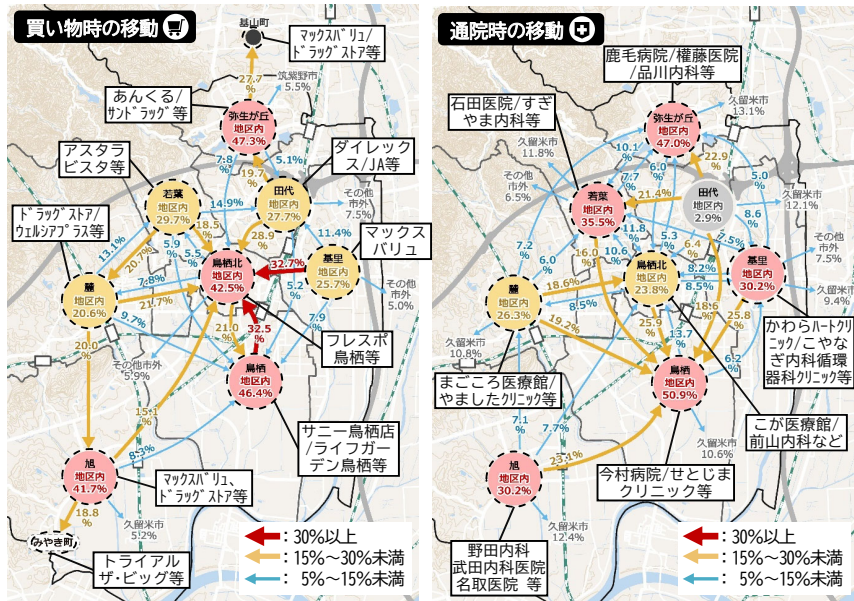 買い物時の移動
基山町
マックスバリュ/
ドラッグストア等
27.7
%
筑紫野市
5.5%
あんくる/
サンドラッグ等
弥生が丘
地区内
47.3%
アスタラ
ビスタ等
7.8
%
19.7
%
5.1%
ダイレック
ス/JA等
若葉
地区内
29.7%
14.9%
田代
地区内
27.7%
その他
市外
7.5%
ドラッグストア/
ウェルシアプラス等
18.5
%
28.9
%
11.4%
マックス
バリュ
13.1%
20.7
%
5.9
%
5.5
%
鳥栖北
地区内
42.5%
32.7%
基里
地区内
25.7%
麓
地区内
20.6%
7.8%
21.7%
5.2
%
その他
市外
5.0%
9.7
%
21.0
%
32.5
%
7.9
%
フレスポ
鳥栖等
20.0
%
その他市外
5.9%
鳥栖
地区内
46.4%
15.1
%
サニー鳥栖店
/ライフガー
デン鳥栖等
8.3
%
旭
地区内
41.7%
マックスバリュ、
ドラッグストア等
18.8
%
久留米市
5.2%
みやき町
トライアル
ザ・ビッグ等
：30%以上
：15%～30%未満
：5%～15%未満
通院時の移動
鹿毛病院/權藤医院
/品川内科等
石田医院/すぎ
やま内科等
久留米市
13.1%
弥生が丘
地区内
47.0%
久留米市
11.8%
10.1
%
6.0
%
22.9
%
その他
市外
6.5%
7.7
%
5.0
%
若葉
地区内
35.5%
21.4%
田代
地区内
2.9%
久留米市
12.1%
8.6
%
11.8
%
5.3
%
6.4
%
7.5%
その他
市外
7.5%
7.2
%
6.0
%
16.0
%
10.6
%
鳥栖北
地区内
23.8%
8.2%
8.5%
基里
地区内
30.2%
麓
地区内
26.3%
18.6%
8.5%
その他
市外
9.4%
19.2
%
25.9
%
18.6
%
25.8
%
13.7
%
久留米市
10.8%
6.2
%
かわらハートクリ
ニック/こやな
ぎ内科循環
器科クリニック等
まごころ医療館/
やましたクリニック等
鳥栖
地区内
50.9%
7.1
%
7.7%
こが医療館/
前山内科など
久留米市
10.6%
旭
地区内
30.2%
23.1%
今村病院/せとじま
クリニック等
久留米市
12.4%
野田内科
武田内科医院
名取医院 等
：30%以上
：15%～30%未満
：5%～15%未満